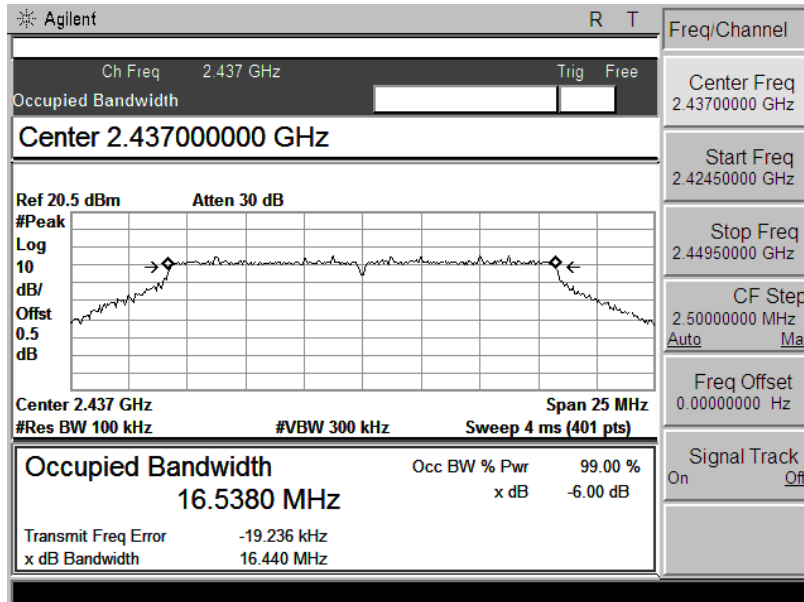 Agilent R T
Ch Freq 2.437 GHz Trig Free
Occupied Bandwidth
Center 2.437000000 GHz
Ref 20.5 dBm Atten 30 dB
#Peak
Log
10
dB/
Offst
0.5
dB
Center 2.437 GHz Span 25 MHz
#Res BW 100 kHz #VBW 300 kHz Sweep 4 ms (401 pts)
Occupied Bandwidth Occ BW % Pwr 99.00 %
16.5380 MHz x dB -6.00 dB
Transmit Freq Error -19.236 kHz
x dB Bandwidth 16.440 MHz
Freq/Channel
Center Freq
2.43700000 GHz
Start Freq
2.42450000 GHz
Stop Freq
2.44950000 GHz
CF Step
2.50000000 MHz
Auto Ma
Freq Offset
0.00000000 Hz
Signal Track
On Off